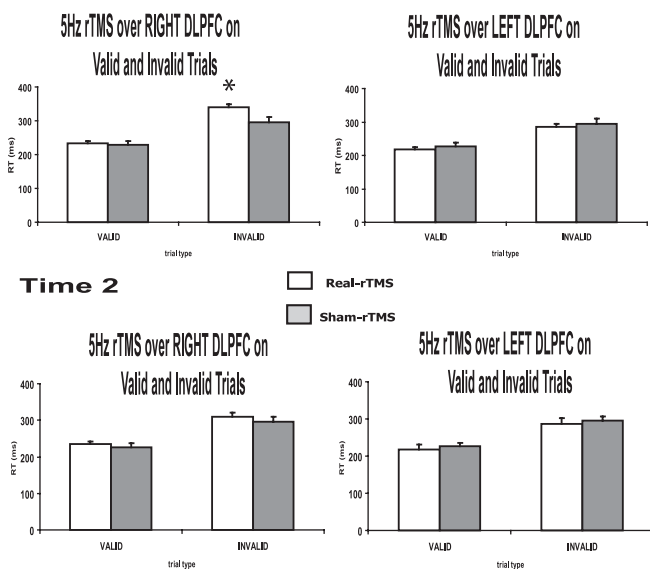 5Hz rTMS over RIGHT DLPFC on
Valid and Invalid Trials
*
400
300
200
100
0
RT (ms)
VALID
INVALID
trial type
5Hz rTMS over LEFT DLPFC on
Valid and Invalid Trials
400
300
200
100
0
RT (ms)
VALID
INVALID
trial type
Time 2
Real-rTMS
Sham-rTMS
5Hz rTMS over RIGHT DLPFC on
Valid and Invalid Trials
400
300
200
100
0
RT (ms)
VALID
INVALID
trial type
5Hz rTMS over LEFT DLPFC on
Valid and Invalid Trials
400
300
200
100
0
RT (ms)
VALID
INVALID
trial type